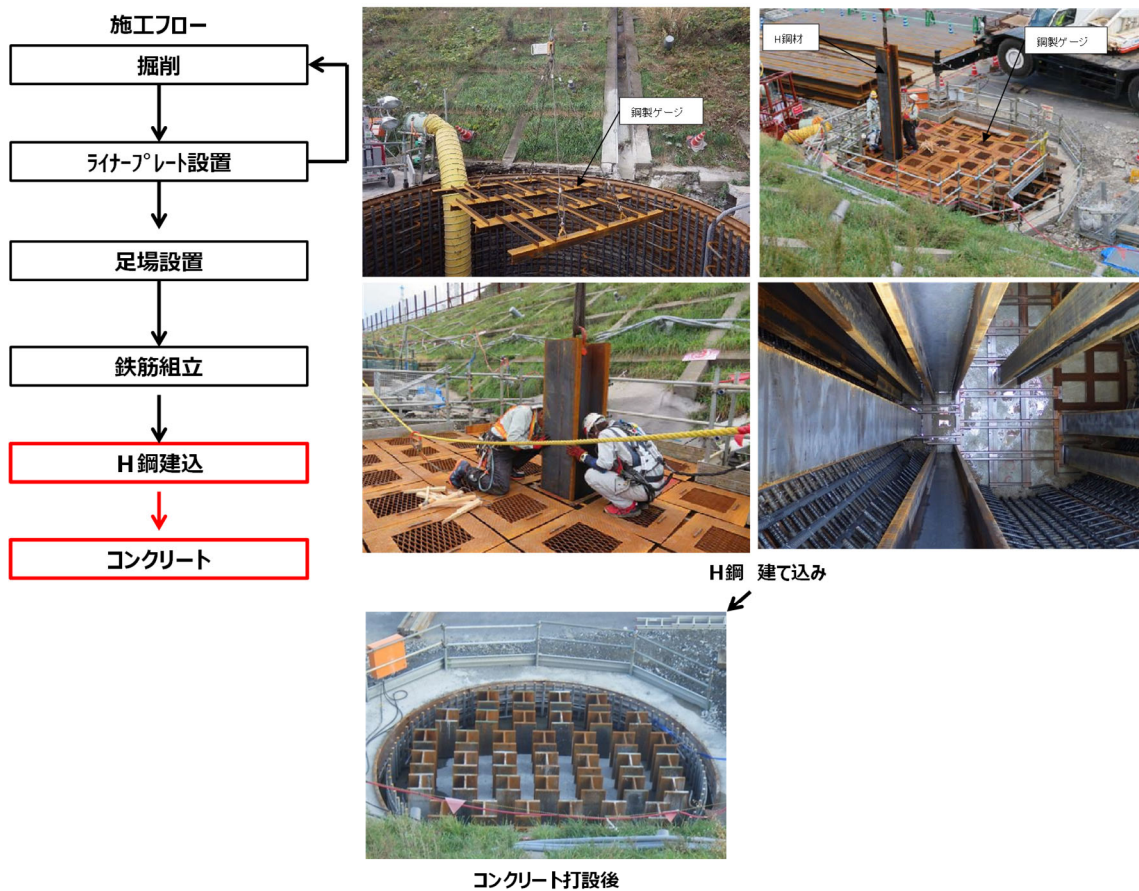 施工フロー
掘削
ライナープレート設置
足場設置
鉄筋組立
H鋼建込
コンクリート
鋼製ゲージ
H鋼材
鋼製ゲージ
H鋼 建て込み
コンクリート打設後